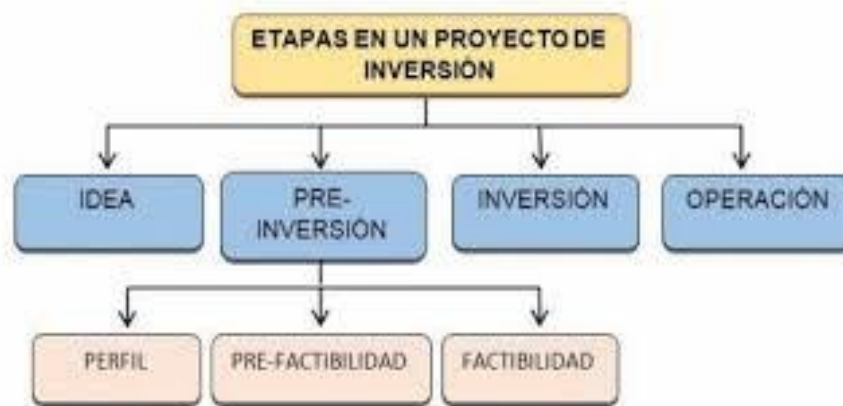 ETAPAS EN UN PROYECTO DE
INVERSIÓN
IDEA
PRE-
INVERSIÓN
INVERSIÓN
OPERACIÓN
PERFIL
PRE-FACTIBILIDAD
FACTIBILIDAD